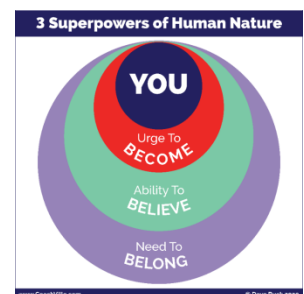 3 Superpowers of Human Nature
YOU
Urge To
BECOME
Ability To
BELIEVE
Need To
BELONG